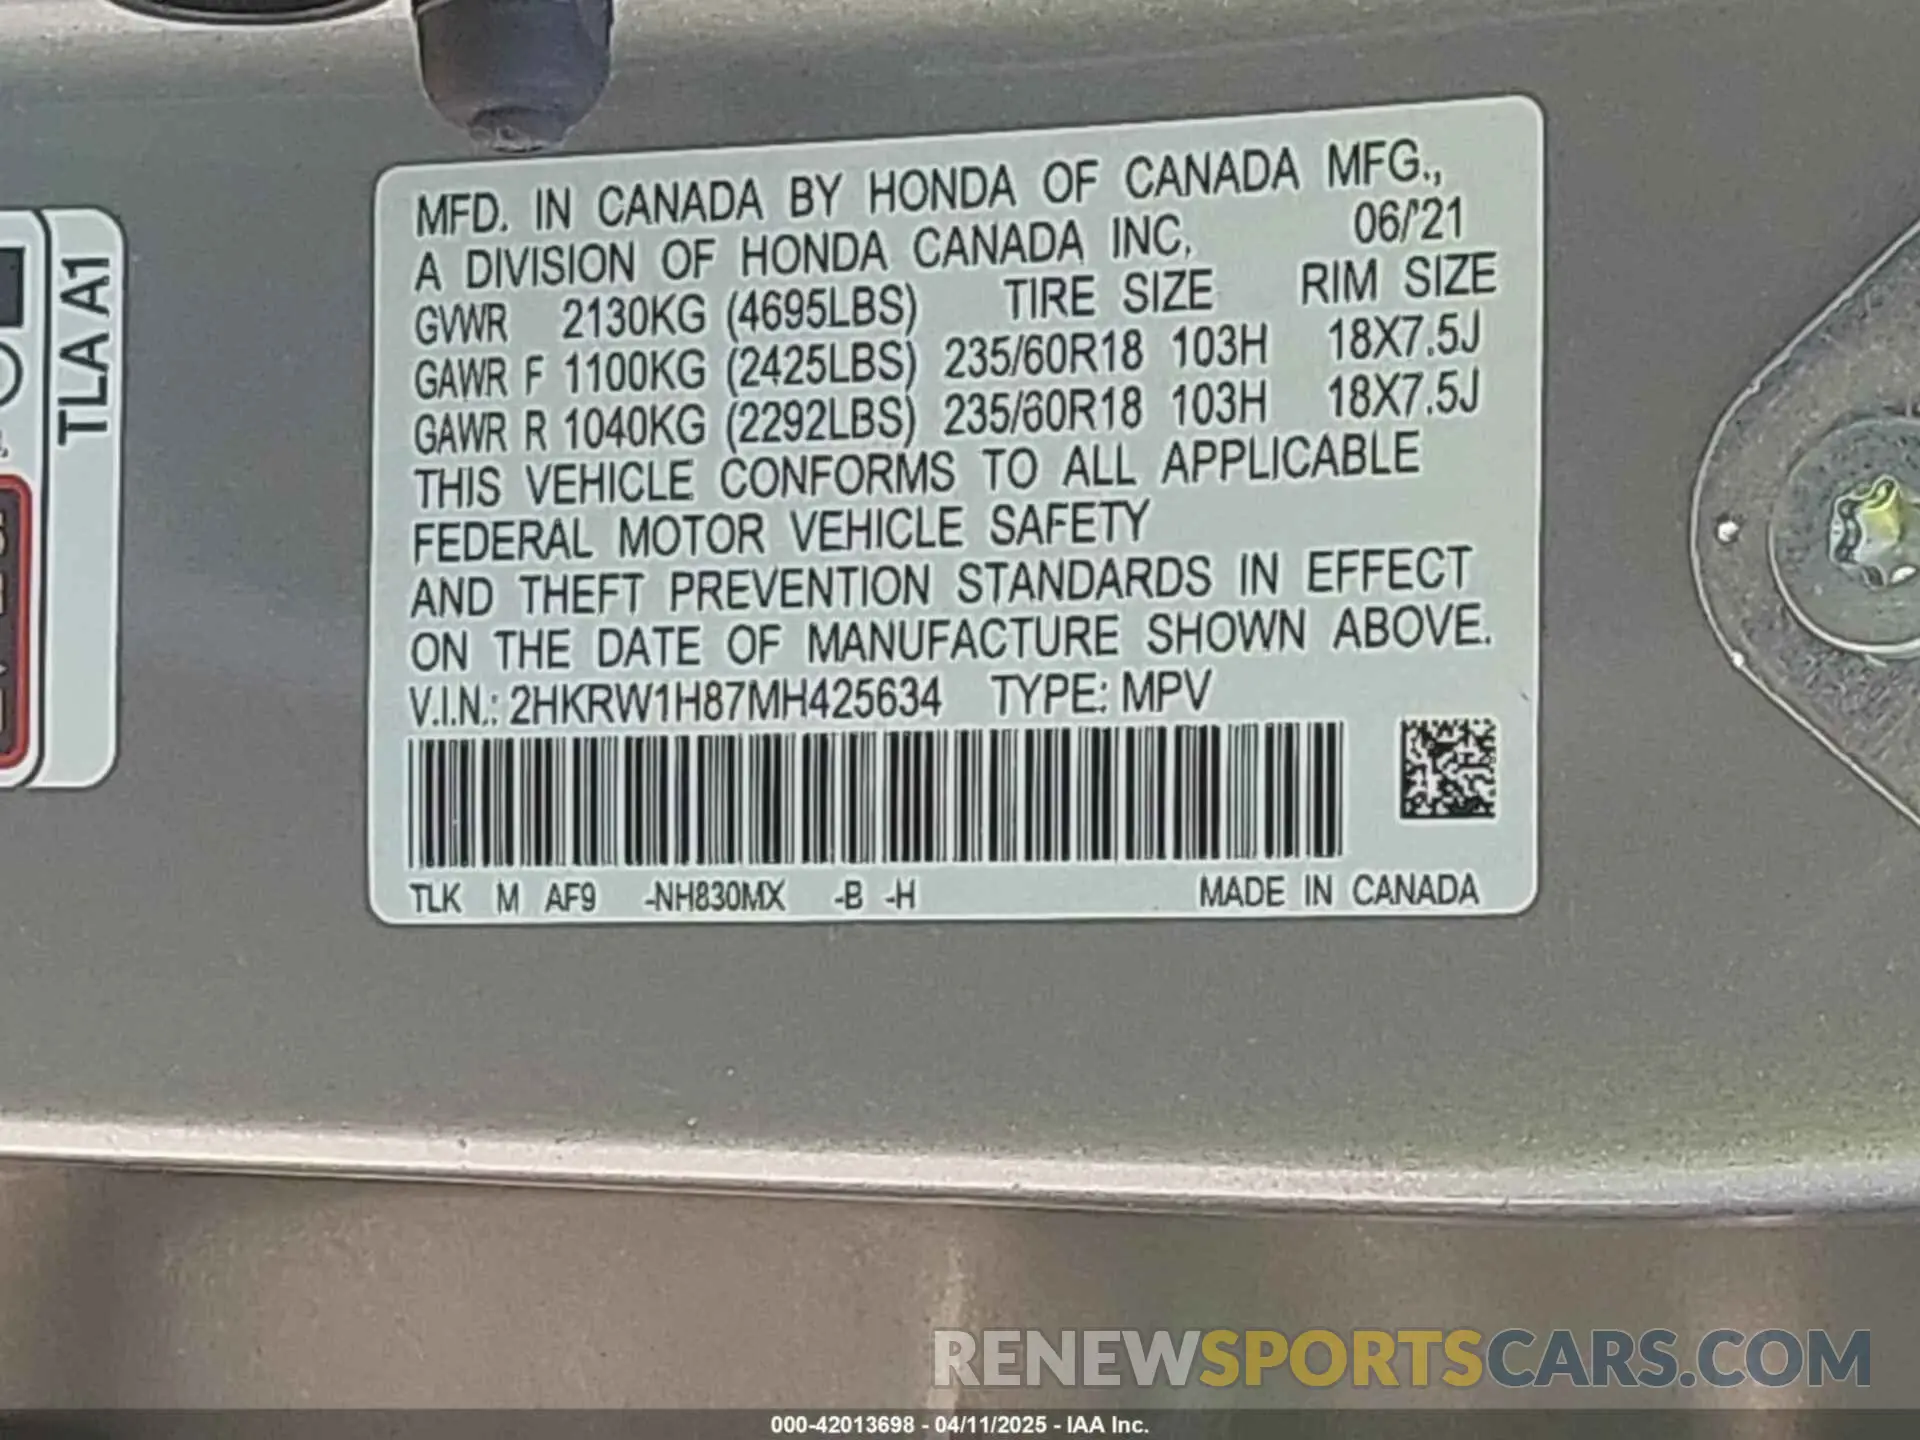 MFD. IN CANADA BY HONDA OF CANADA MFG.,
A DIVISION OF HONDA CANADA INC. 06/'21
GVWR 2130KG (4695LBS) TIRE SIZE RIM SIZE
GAWR F 1100KG (2425LBS) 235/60R18 103H 18X7.5J
GAWR R 1040KG (2292LBS) 235/60R18 103H 18X7.5J
THIS VEHICLE CONFORMS TO ALL APPLICABLE
FEDERAL MOTOR VEHICLE SAFETY
AND THEFT PREVENTION STANDARDS IN EFFECT
ON THE DATE OF MANUFACTURE SHOWN ABOVE.
V.I.N.: 2HKRW1H87MH425634 TYPE: MPV
TLK M AF9 -NH830MX -B -H MADE IN CANADA
TLA A1
RENEWSPORTSCARS.COM
000-42013698 - 04/11/2025 - IAA Inc.